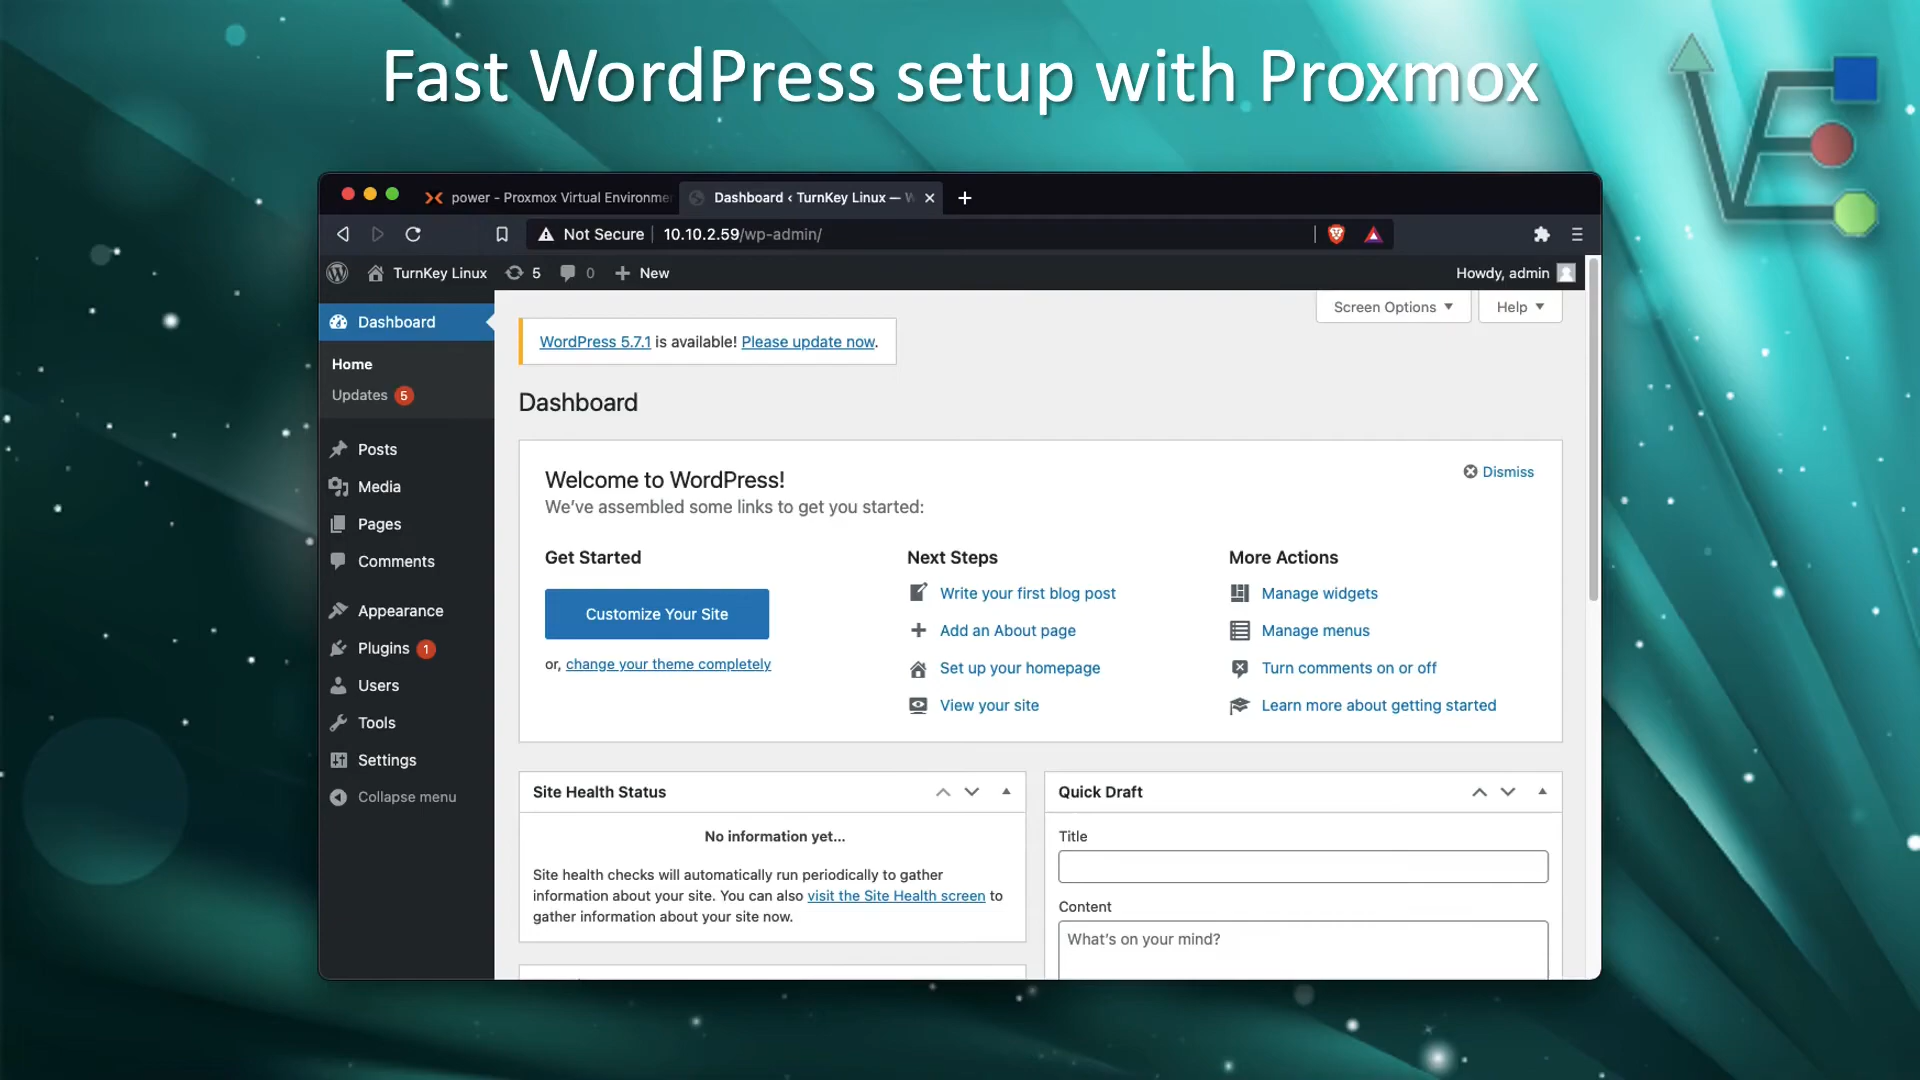 Fast WordPress setup with Proxmox
power - Proxmox Virtual Environme
Dashboard ‹ TurnKey Linux — W
Not Secure
10.10.2.59/wp-admin/
TurnKey Linux
5
0
New
Howdy, admin
Screen Options
Help
Dashboard
Home
Updates 5
Posts
Media
Pages
Comments
Appearance
Plugins 1
Users
Tools
Settings
Collapse menu
WordPress 5.7.1 is available! Please update now.
Dashboard
Welcome to WordPress!
Dismiss
We've assembled some links to get you started:
Get Started
Customize Your Site
or, change your theme completely
Next Steps
Write your first blog post
Add an About page
Set up your homepage
View your site
More Actions
Manage widgets
Manage menus
Turn comments on or off
Learn more about getting started
Site Health Status
No information yet...
Site health checks will automatically run periodically to gather
information about your site. You can also visit the Site Health screen to
gather information about your site now.
Quick Draft
Title
Content
What's on your mind?